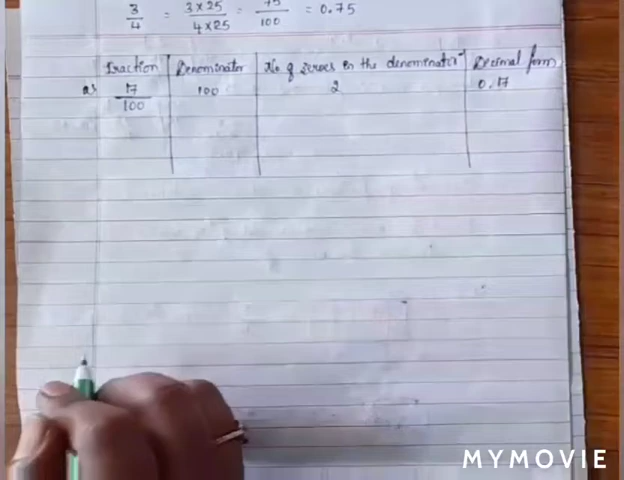 3/4 = 3×25/4×25 = 75/100 = 0.75
Fraction Denominator No of zeroes in the denominator Decimal form
a) 17/100 100 2 0.17
MYMOVIE